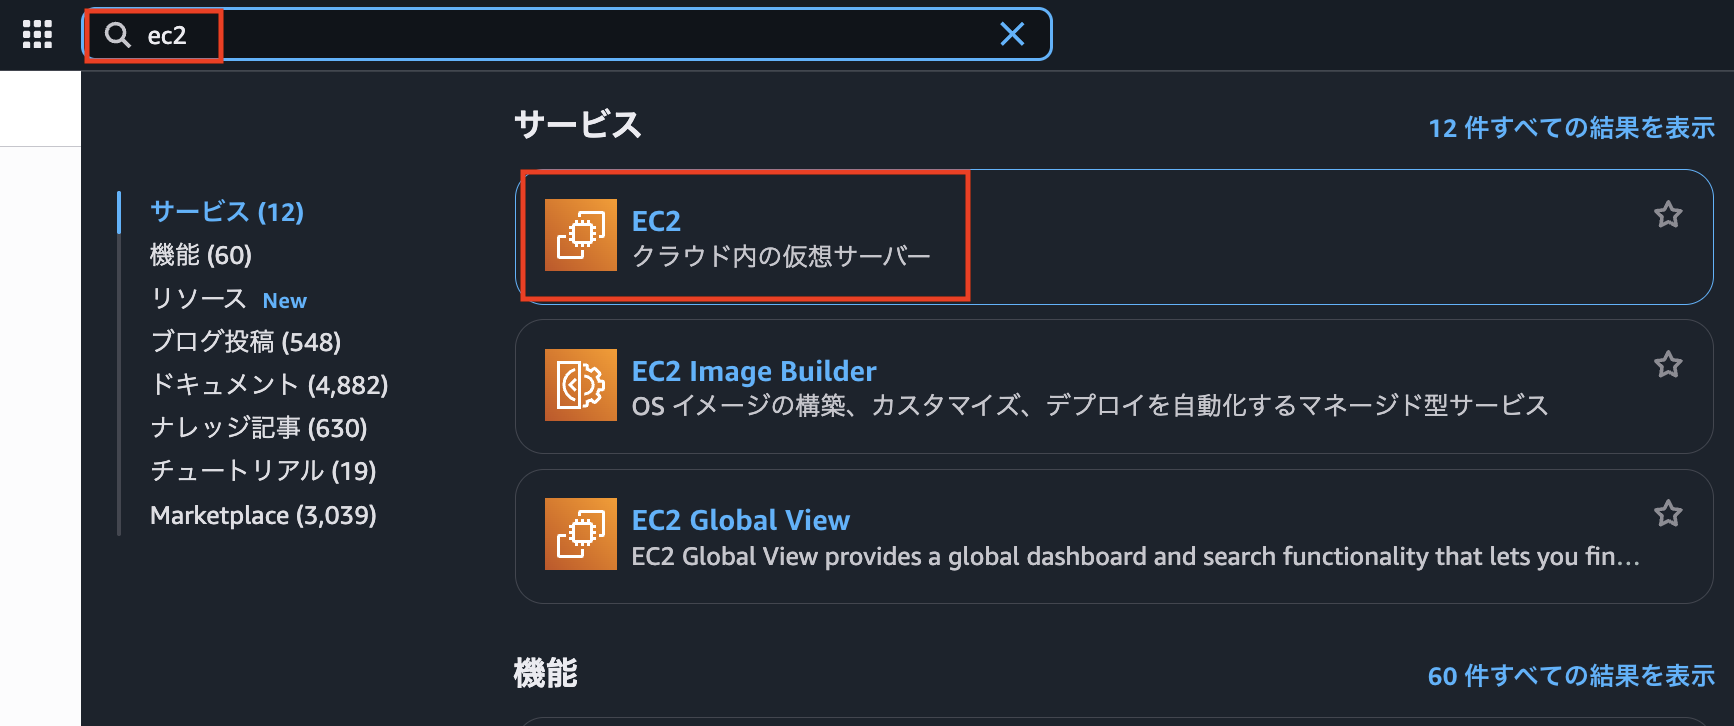 ec2
サービス
12 件すべての結果を表示
サービス (12)
機能 (60)
リソース New
ブログ投稿 (548)
ドキュメント (4,882)
ナレッジ記事 (630)
チュートリアル (19)
Marketplace (3,039)
EC2
クラウド内の仮想サーバー
EC2 Image Builder
OS イメージの構築、カスタマイズ、デプロイを自動化するマネージド型サービス
EC2 Global View
EC2 Global View provides a global dashboard and search functionality that lets you fin...
機能
60 件すべての結果を表示